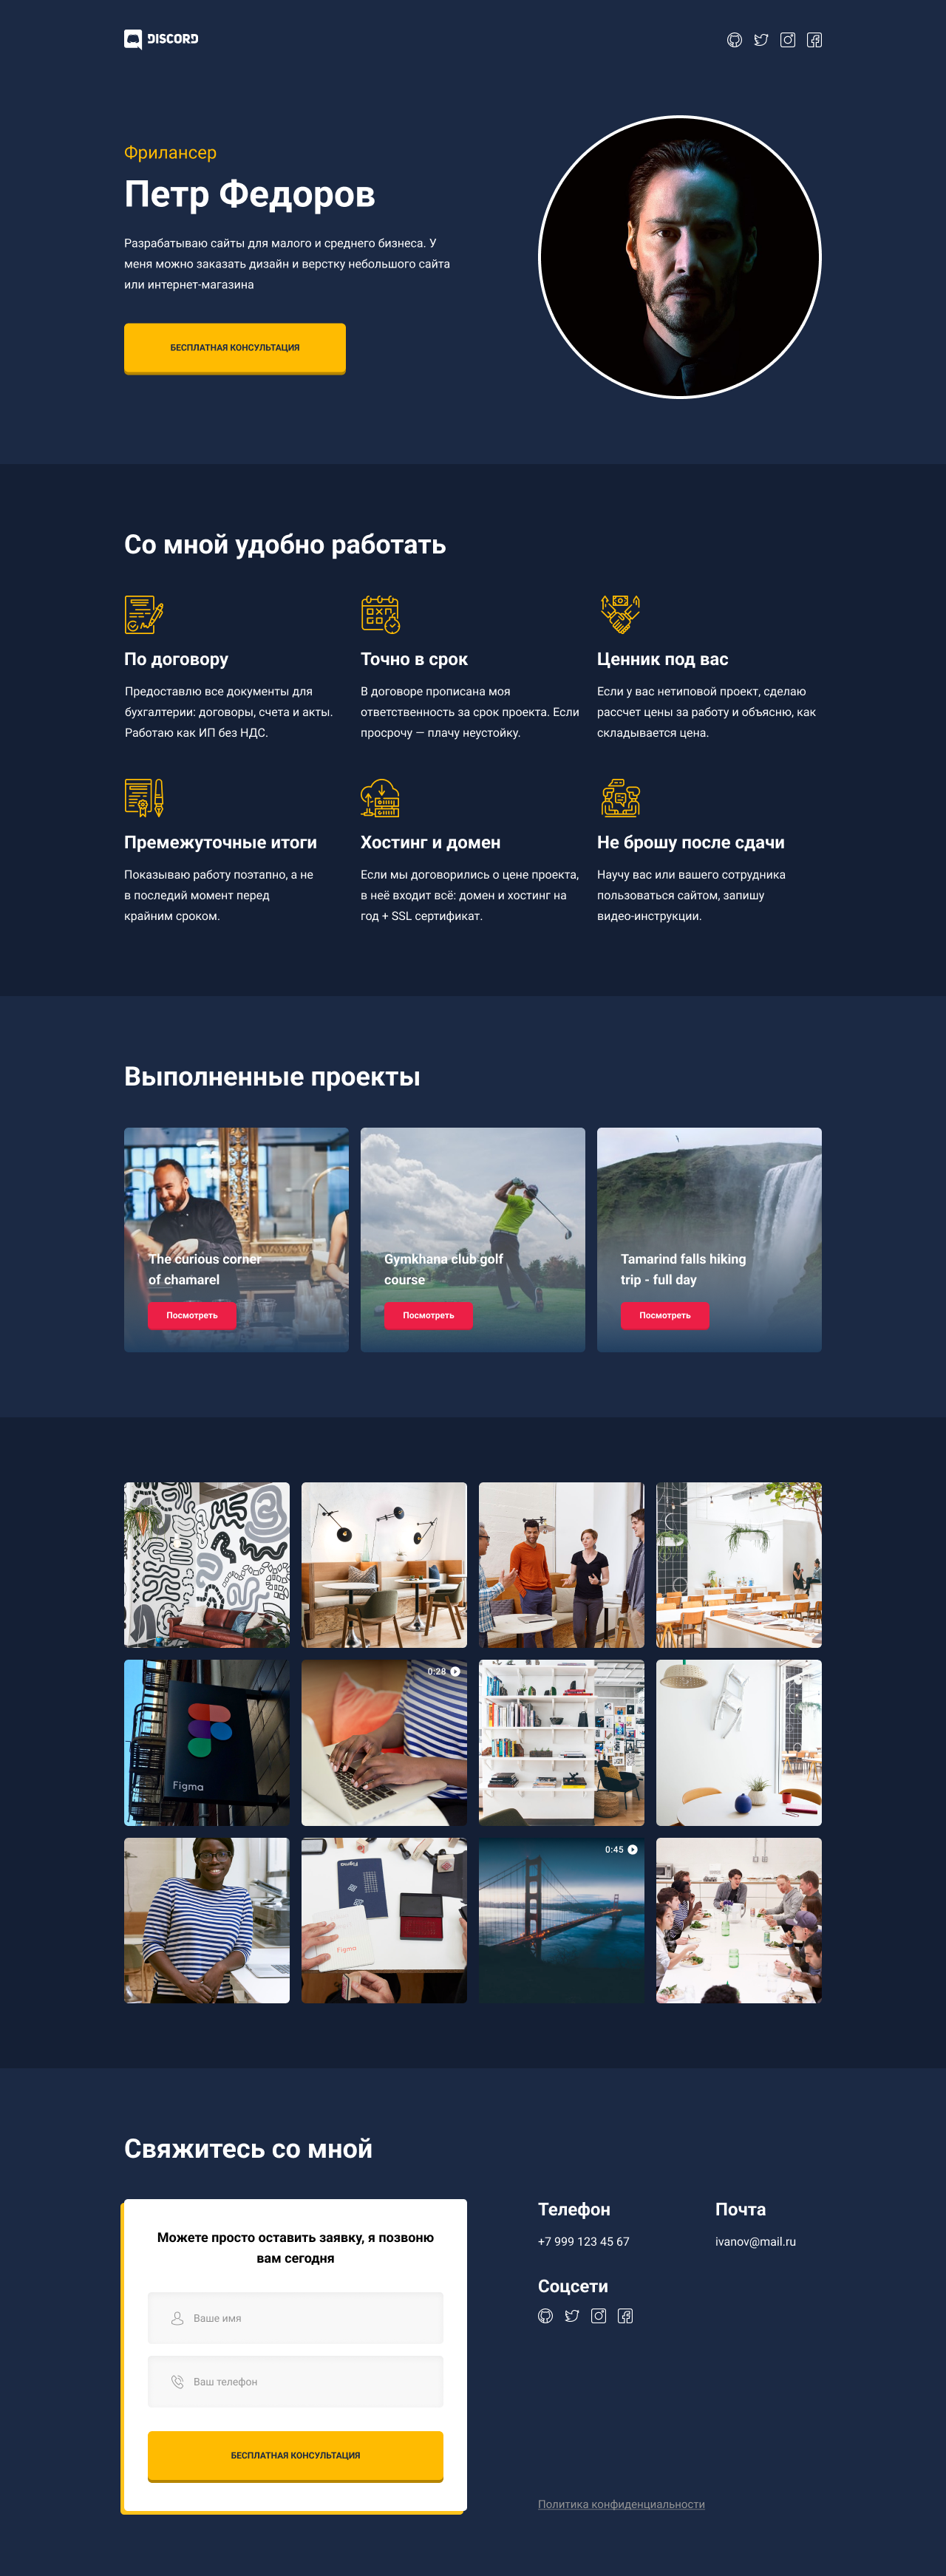 DISCORD
Фрилансер
Петр Федоров
Разрабатываю сайты для малого и среднего бизнеса. У
меня можно заказать дизайн и верстку небольшого сайта
или интернет-магазина
БЕСПЛАТНАЯ КОНСУЛЬТАЦИЯ
Со мной удобно работать
По договору
Предоставлю все документы для
бухгалтерии: договоры, счета и акты.
Работаю как ИП без НДС.
Точно в срок
В договоре прописана моя
ответственность за срок проекта. Если
просрочу — плачу неустойку.
Ценник под вас
Если у вас нетиповой проект, сделаю
рассчет цены за работу и объясню, как
складывается цена.
Премежуточные итоги
Показываю работу поэтапно, а не
в последий момент перед
крайним сроком.
Хостинг и домен
Если мы договорились о цене проекта,
в неё входит всё: домен и хостинг на
год + SSL сертификат.
Не брошу после сдачи
Научу вас или вашего сотрудника
пользоваться сайтом, запишу
видео-инструкции.
Выполненные проекты
The curious corner
of chamarel
Посмотреть
Gymkhana club golf
course
Посмотреть
Tamarind falls hiking
trip - full day
Посмотреть
Figma
0:28
Figma
Figma
0:45
Свяжитесь со мной
Можете просто оставить заявку, я позвоню
вам сегодня
Ваше имя
Ваш телефон
БЕСПЛАТНАЯ КОНСУЛЬТАЦИЯ
Телефон
+7 999 123 45 67
Почта
ivanov@mail.ru
Соцсети
Политика конфиденциальности